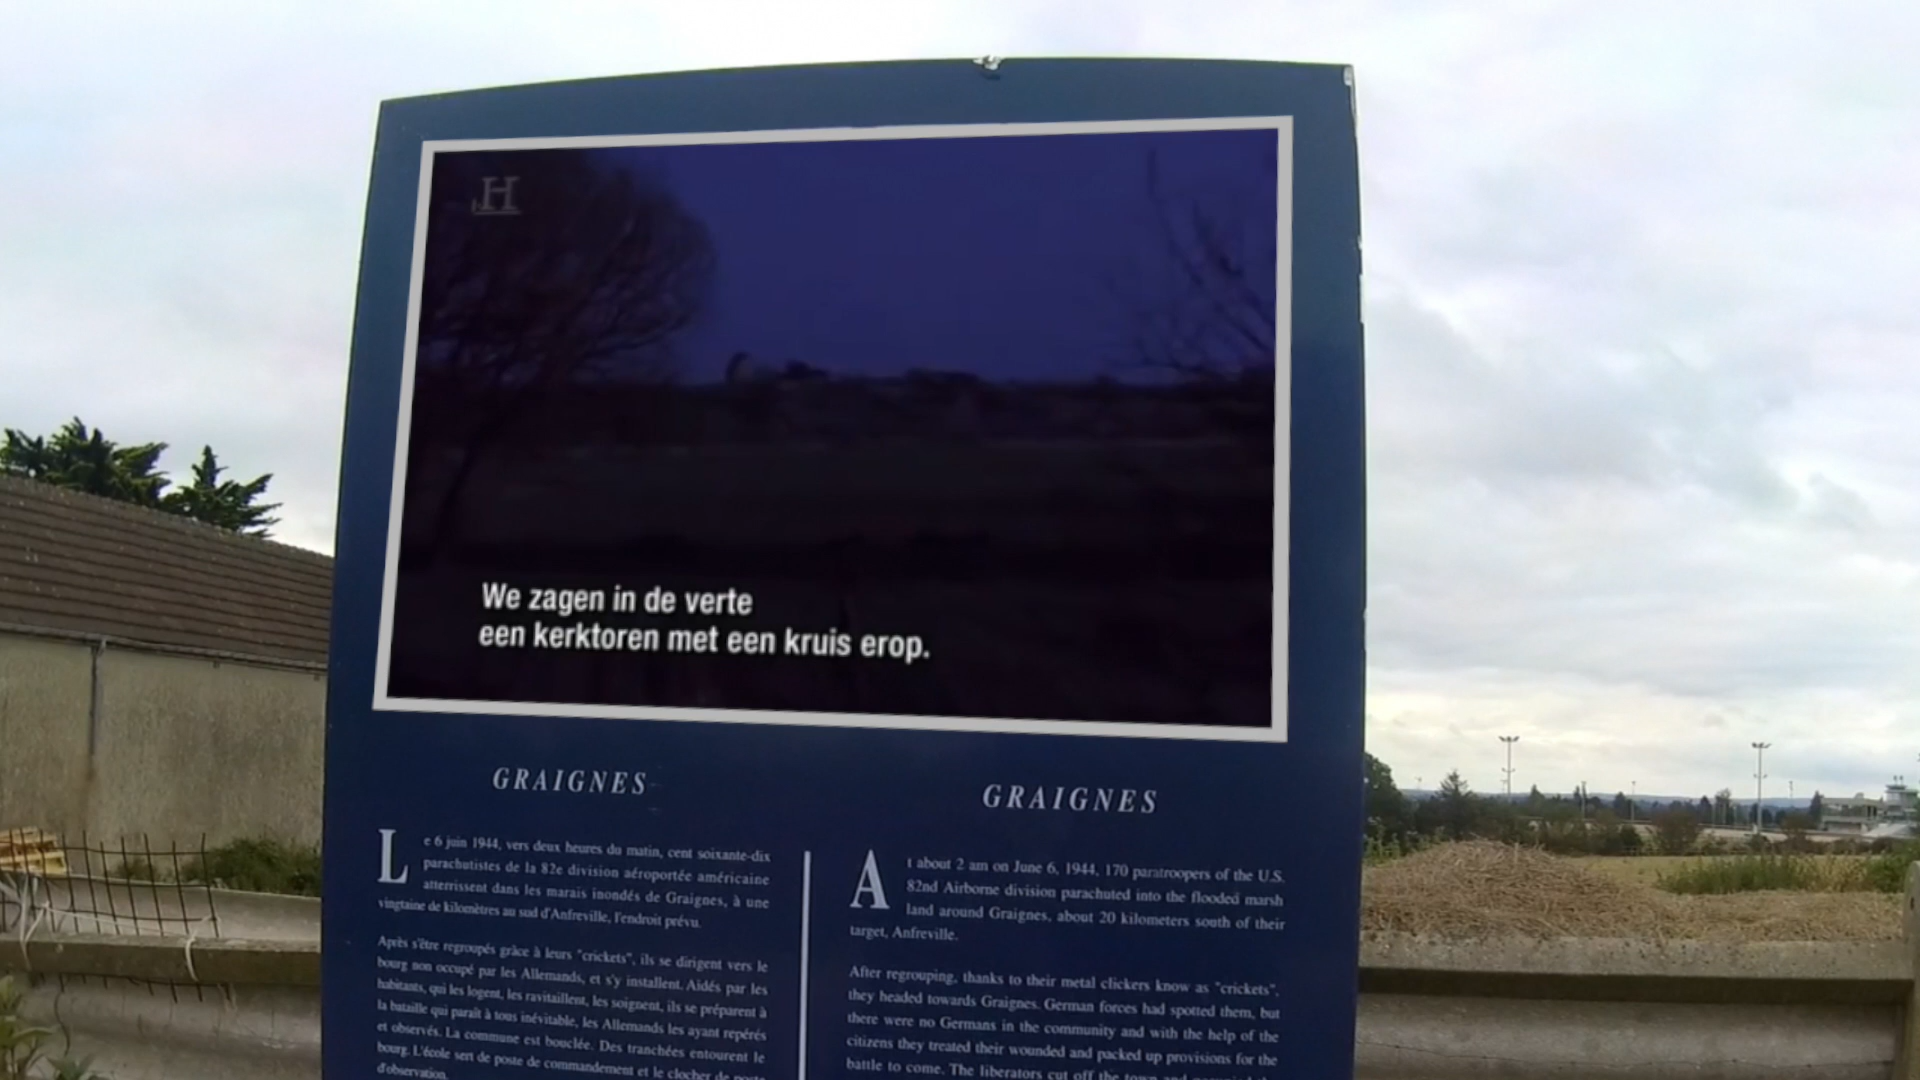 H
We zagen in de verte
een kerktoren met een kruis erop.
GRAIGNES
Le 6 juin 1944, vers deux heures du matin, cent soixante-dix
parachutistes de la 82e division aéroportée américaine
atterrissent dans les marais inondés de Graignes, à une
vingtaine de kilomètres au sud d'Anfreville, l'endroit prévu.
Après s'être regroupés grâce à leurs "crickets", ils se dirigent vers le
bourg non occupé par les Allemands, et s'y installent. Aidés par les
habitants, qui les logent, les ravitaillent, les soignent, ils se préparent à
la bataille qui paraît à tous inévitable, les Allemands les ayant repérés
et observés. La commune est bouclée. Des tranchées entourent le
bourg. L'école sert de poste de commandement et le clocher de poste
d'observation.
GRAIGNES
At about 2 am on June 6, 1944, 170 paratroopers of the U.S.
82nd Airborne division parachuted into the flooded marsh
land around Graignes, about 20 kilometers south of their
target, Anfreville.
After regrouping, thanks to their metal clickers know as "crickets",
they headed towards Graignes. German forces had spotted them, but
there were no Germans in the community and with the help of the
citizens they treated their wounded and packed up provisions for the
battle to come. The liberators cut off the town and